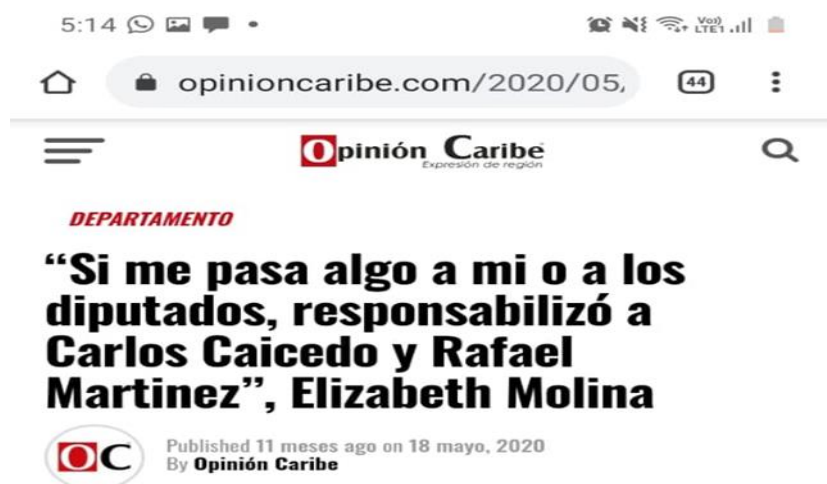 5:14
Vo)) LTE1
opinioncaribe.com/2020/05/
44
Opinión Caribe
Expresión de región
DEPARTAMENTO
“Si me pasa algo a mi o a los
diputados, responsabilizó a
Carlos Caicedo y Rafael
Martinez”, Elizabeth Molina
OC
Published 11 meses ago on 18 mayo, 2020
By Opinión Caribe